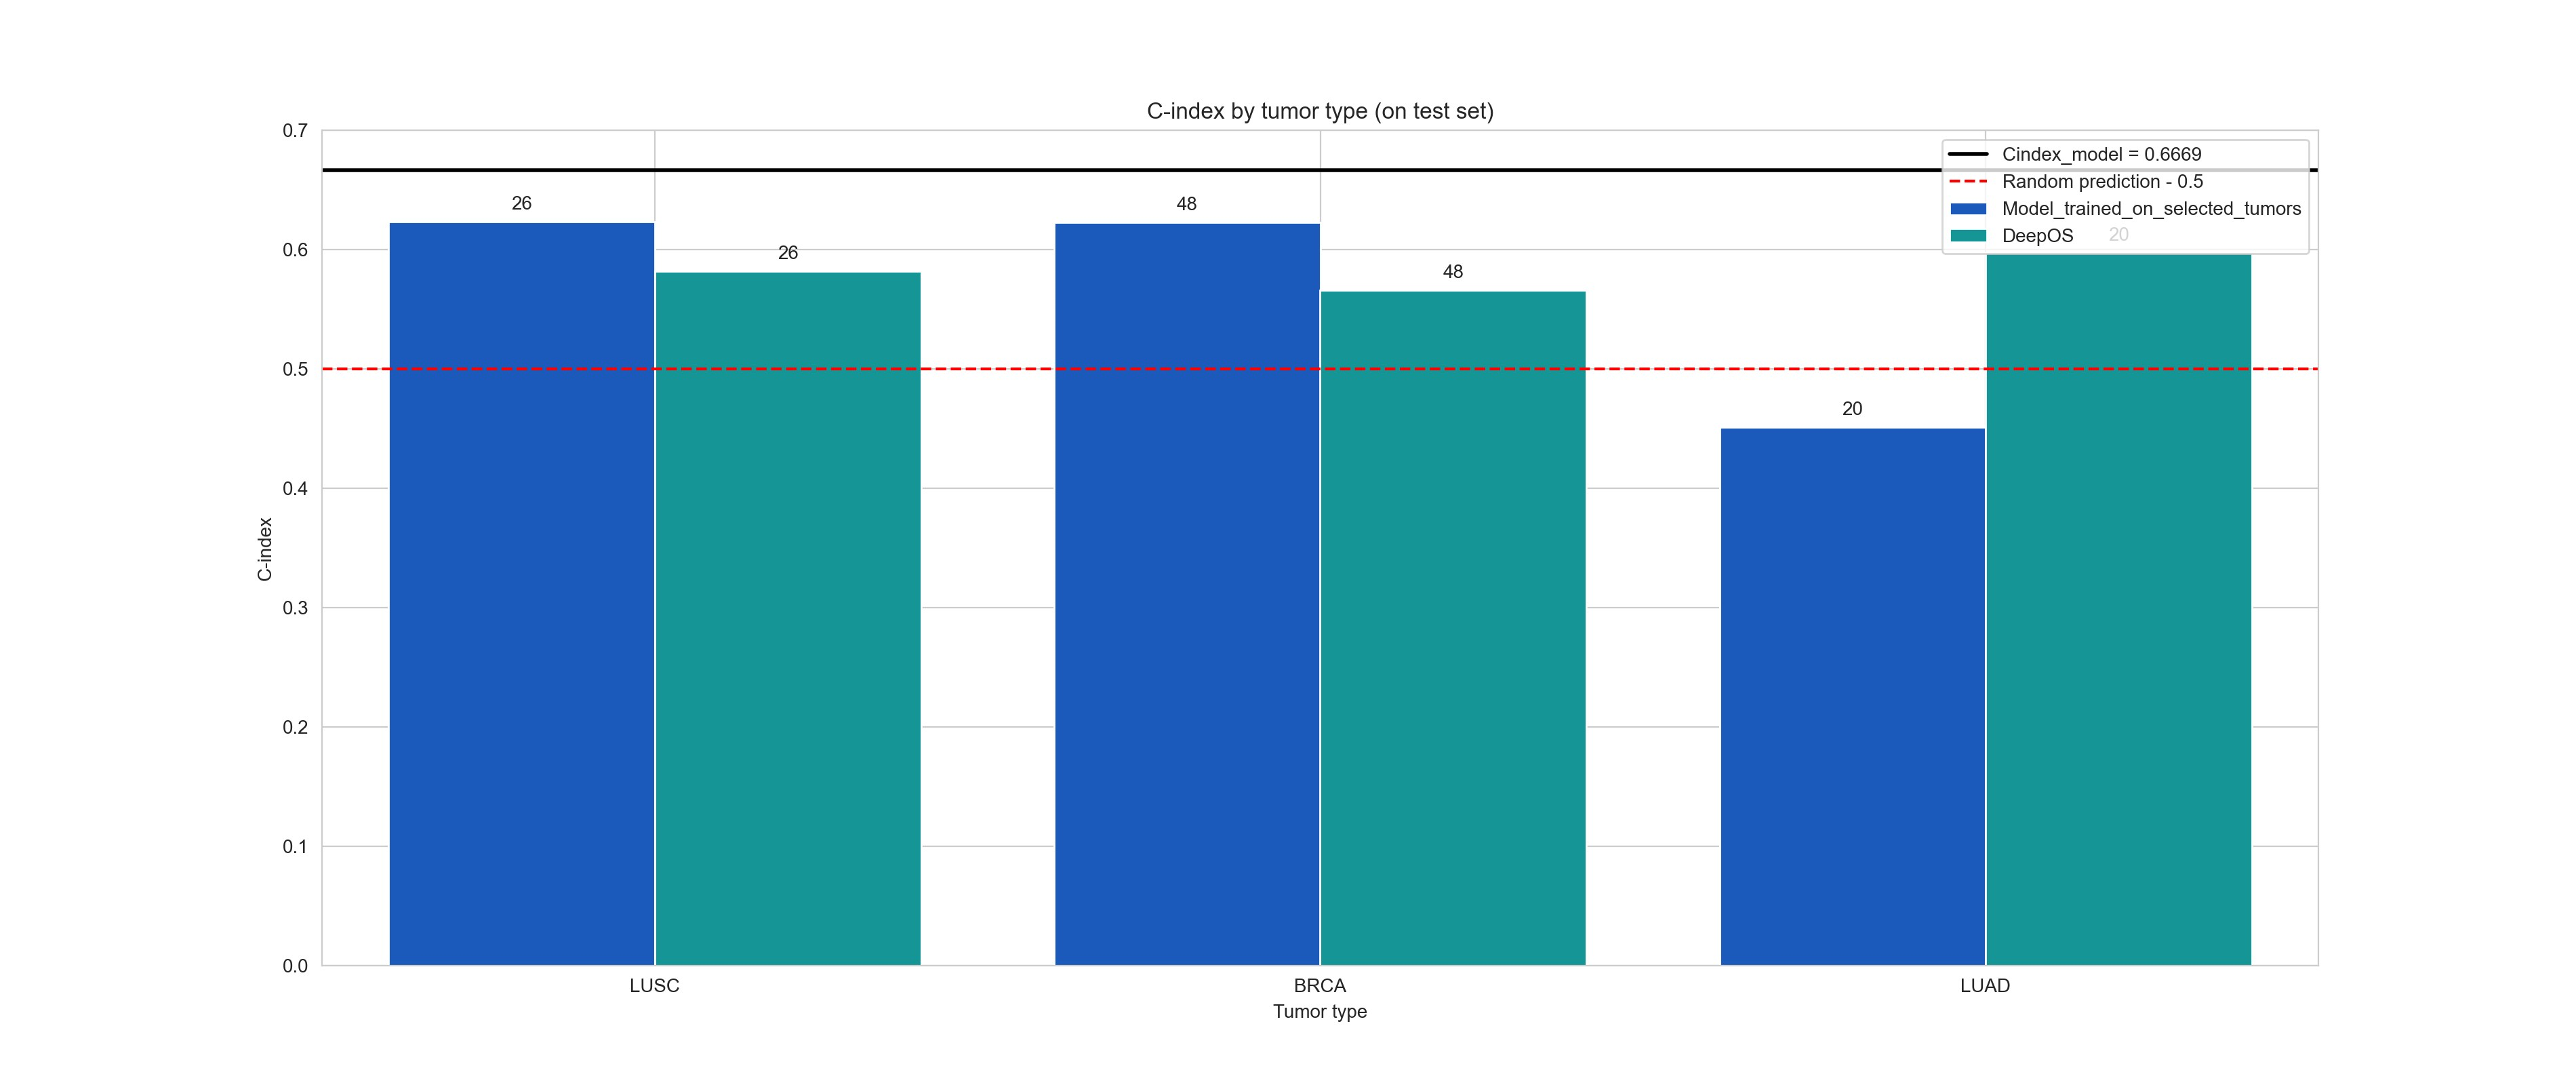 C-index by tumor type (on test set)
0.7
0.6
0.5
0.4
0.3
0.2
0.1
0.0
C-index
26
26
48
48
20
20
Cindex_model = 0.6669
Random prediction - 0.5
Model_trained_on_selected_tumors
DeepOS
LUSC
BRCA
LUAD
Tumor type